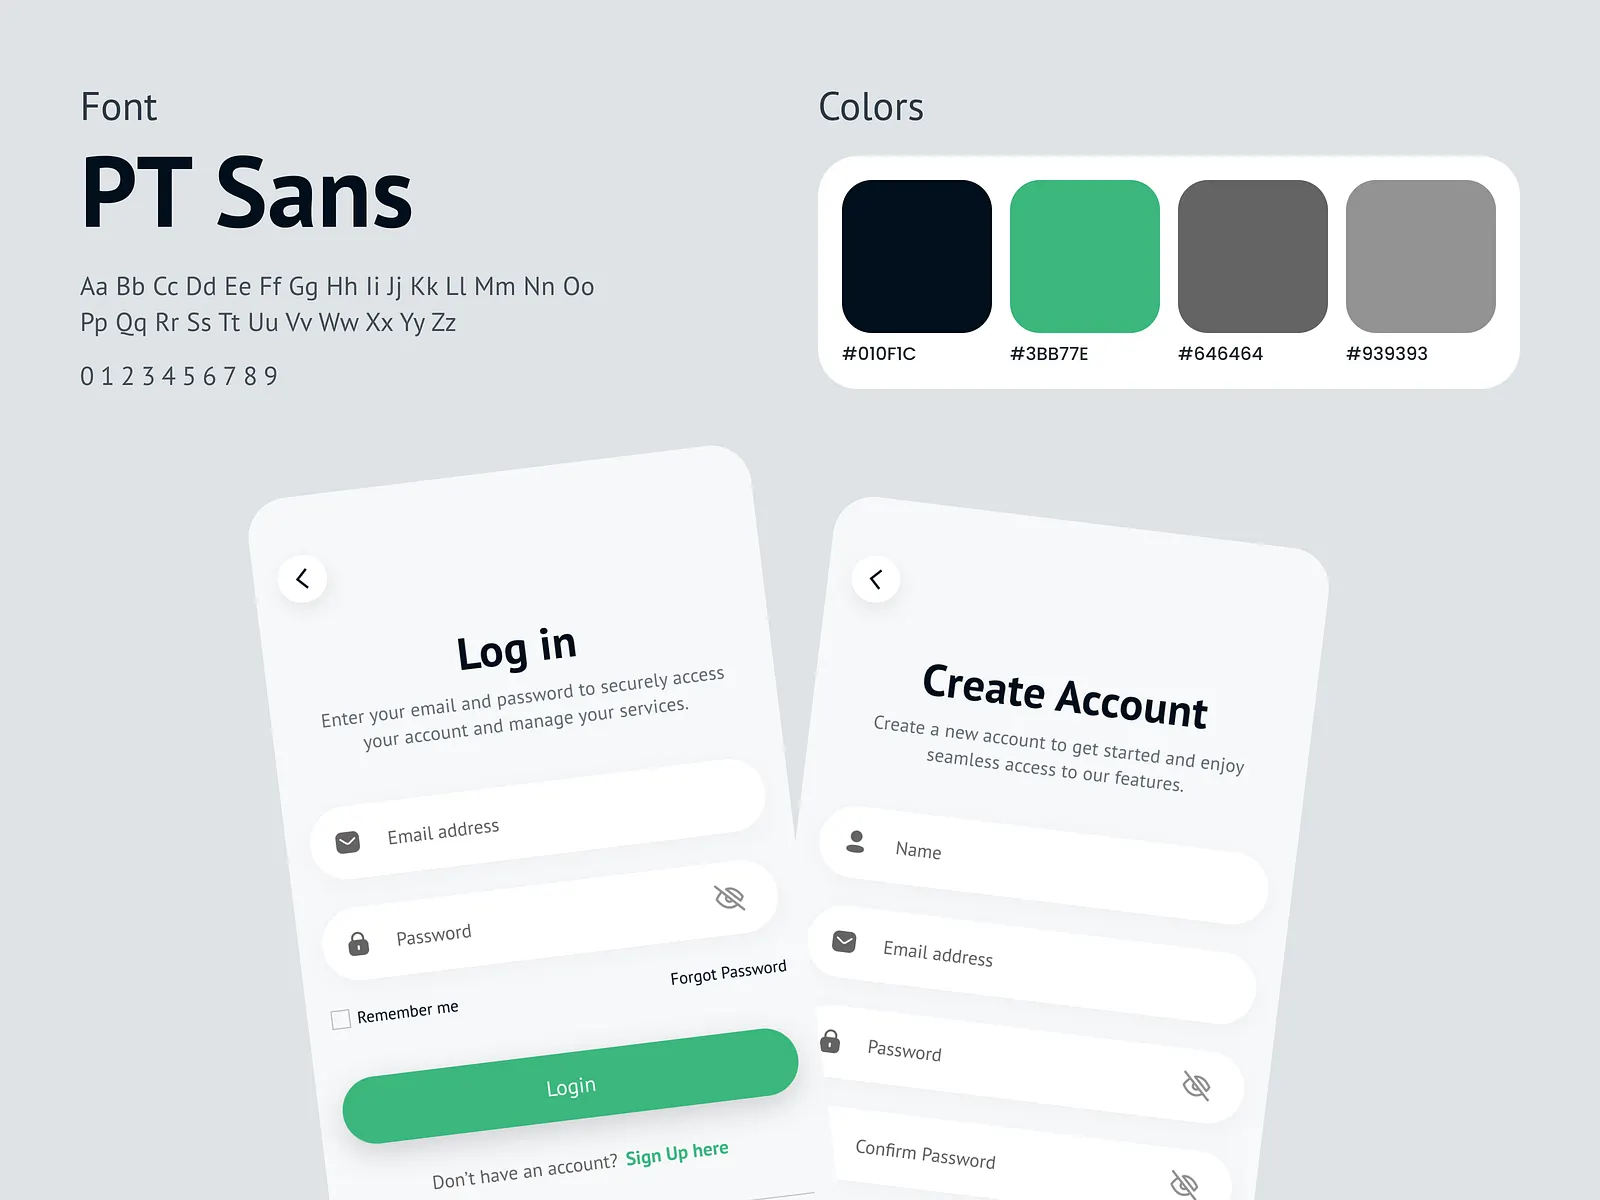 Font
PT Sans
Aa Bb Cc Dd Ee Ff Gg Hh Ii Jj Kk Ll Mm Nn Oo
Pp Qq Rr Ss Tt Uu Vv Ww Xx Yy Zz
0 1 2 3 4 5 6 7 8 9
Colors
#010F1C
#3BB77E
#646464
#939393
Log in
Enter your email and password to securely access
your account and manage your services.
Email address
Password
Forgot Password
Remember me
Login
Don’t have an account? Sign Up here
Create Account
Create a new account to get started and enjoy
seamless access to our features.
Name
Email address
Password
Confirm Password